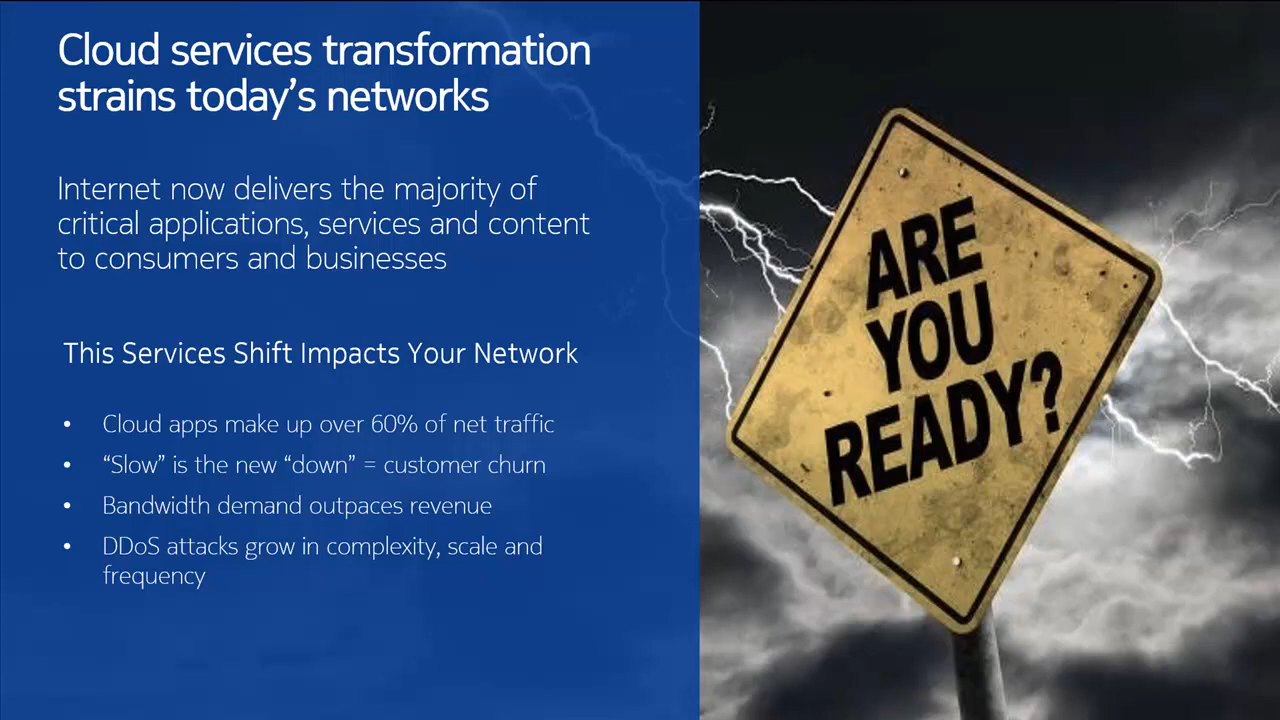 Cloud services transformation
strains today’s networks
Internet now delivers the majority of
critical applications, services and content
to consumers and businesses
This Services Shift Impacts Your Network
• Cloud apps make up over 60% of net traffic
• “Slow” is the new “down” = customer churn
• Bandwidth demand outpaces revenue
• DDoS attacks grow in complexity, scale and
frequency
ARE
YOU
READY?